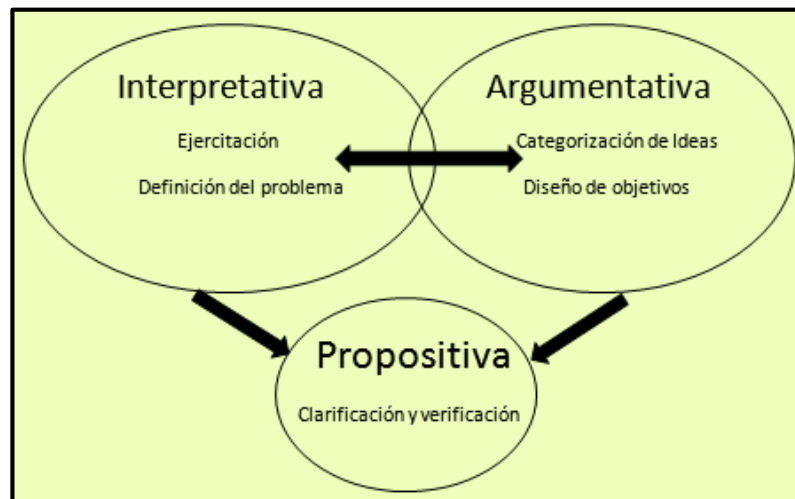 Interpretativa
Ejercitación
Definición del problema
Argumentativa
Categorización de Ideas
Diseño de objetivos
Propositiva
Clarificación y verificación